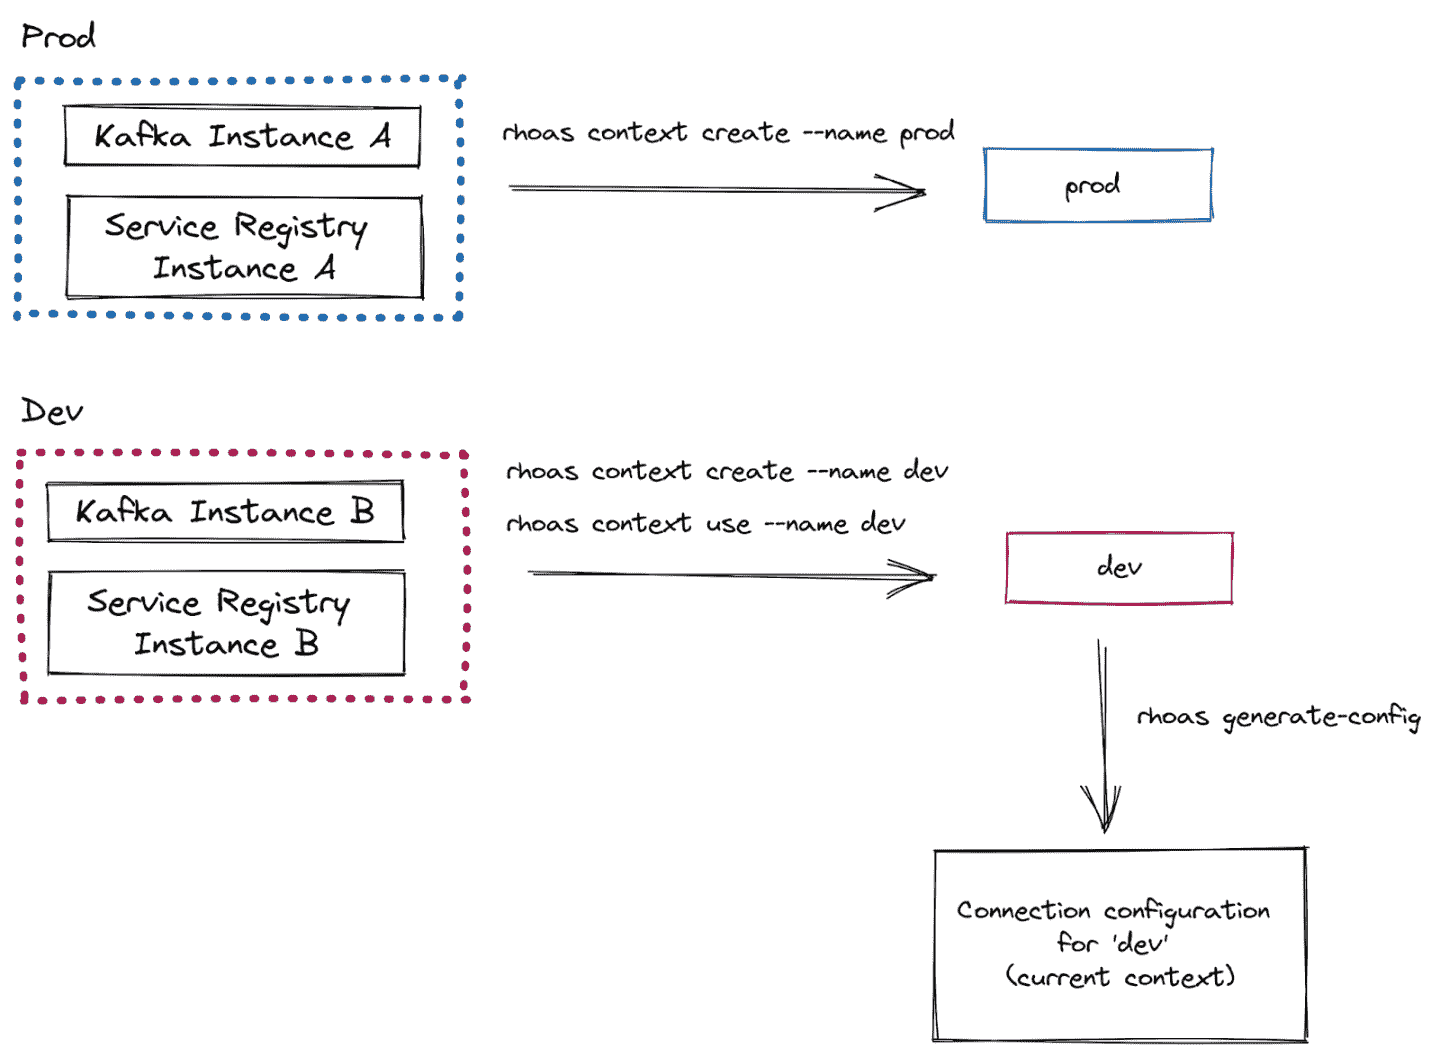 Prod
Kafka Instance A
Service Registry
Instance A
rhoas context create --name prod
prod
Dev
Kafka Instance B
Service Registry
Instance B
rhoas context create --name dev
rhoas context use --name dev
dev
rhoas generate-config
Connection configuration
for 'dev'
(current context)